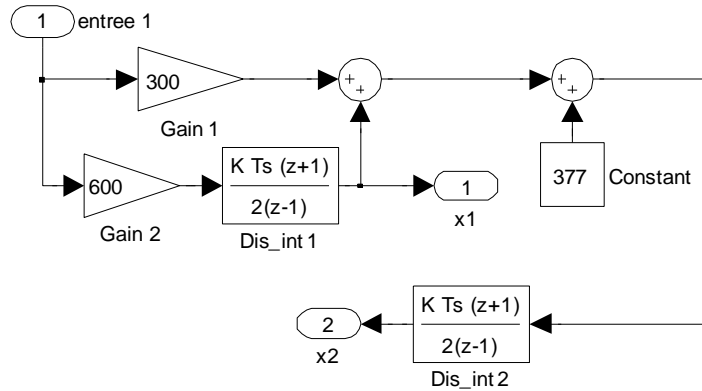 1
entree 1
300
Gain 1
600
Gain 2
K Ts (z+1)
2(z-1)
Dis_int 1
1
x1
377
Constant
2
x2
K Ts (z+1)
2(z-1)
Dis_int 2
+
+
+
+